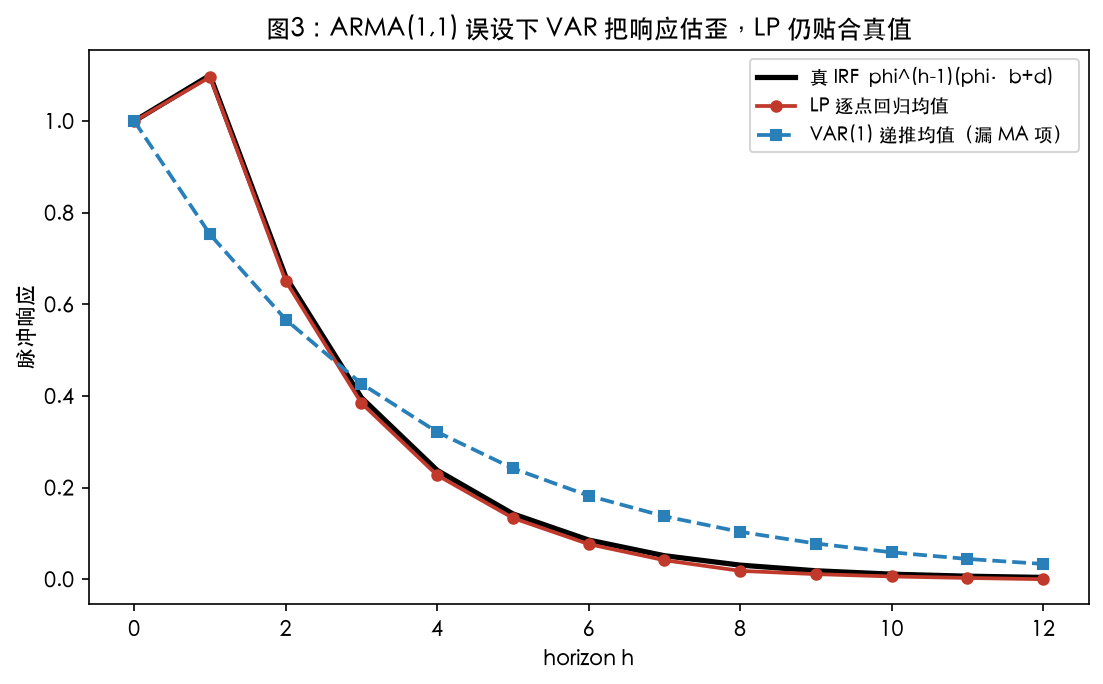 图3：ARMA(1,1) 误设下 VAR 把响应估歪，LP 仍贴合真值
真 IRF phi^(h-1)(phi· b+d)
LP 逐点回归均值
VAR(1) 递推均值（漏 MA 项）
脉冲响应
1.0
0.8
0.6
0.4
0.2
0.0
0 2 4 6 8 10 12
horizon h